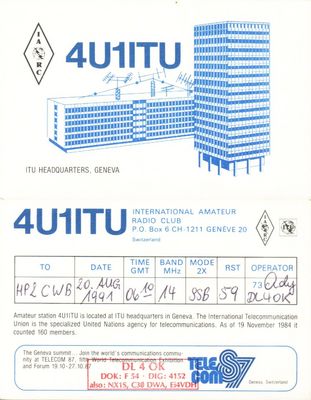 IARC
4U1ITU
ITU HEADQUARTERS, GENEVA
4U1ITU
INTERNATIONAL AMATEUR
RADIO CLUB
P.O. Box 6 CH-1211 GENÈVE 20
Switzerland
TO DATE TIME GMT BAND MHz MODE 2X RST OPERATOR
HP2CWB 20. AUG 1991 06 10 14 SSB 59 73 Andy DL4OK
Amateur station 4U1ITU is located at ITU headquarters in Geneva. The International Telecommunication
Union is the specialized United Nations agency for telecommunications. As of 19 November 1984 it
counted 160 members.
The Geneva summit... Join the world's communications commu-
nity at TELECOM 87, fifth World Telecommunication Exhibition
and Forum 19.10-27.10.87
DL 4 OK
DOK: F 54 - DIG: 4152
also: NX1S, C30 DWA, EI4VDH
TELECOM 87
Geneva, Switzerland